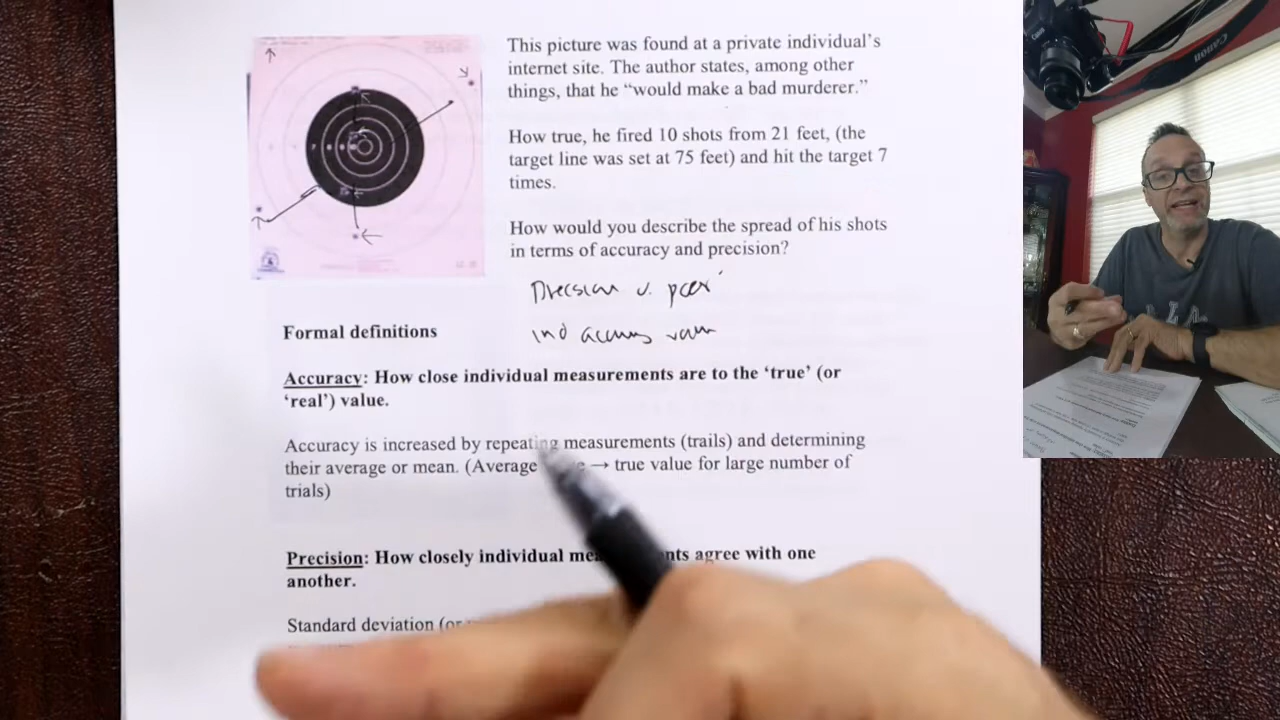 This picture was found at a private individual's
internet site. The author states, among other
things, that he "would make a bad murderer."
How true, he fired 10 shots from 21 feet, (the
target line was set at 75 feet) and hit the target 7
times.
How would you describe the spread of his shots
in terms of accuracy and precision?
v.
ind
Formal definitions
Accuracy: How close individual measurements are to the 'true' (or
'real') value.
Accuracy is increased by repeating measurements (trails) and determining
their average or mean. (Average → true value for large number of
trials)
Precision: How closely individual agree with one
another.
Standard deviation (or
Canon